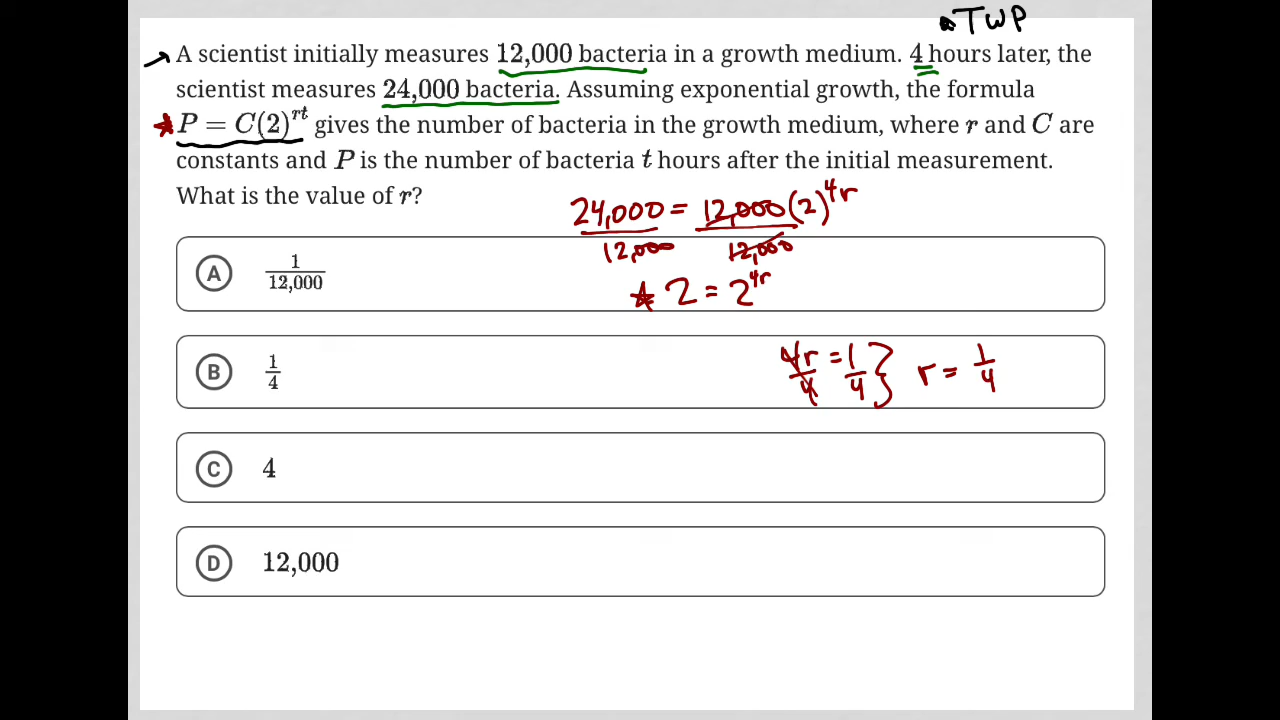 TWP
A scientist initially measures 12,000 bacteria in a growth medium. 4 hours later, the
scientist measures 24,000 bacteria. Assuming exponential growth, the formula
P = C(2)^{rt} gives the number of bacteria in the growth medium, where r and C are
constants and P is the number of bacteria t hours after the initial measurement.
What is the value of r?
24,000 = 12,000 (2)^{4r}
12,000 12,000
A 1/12,000
2 = 2^{4r}
B 1/4
4r/4 = 1/4 } r = 1/4
C 4
D 12,000